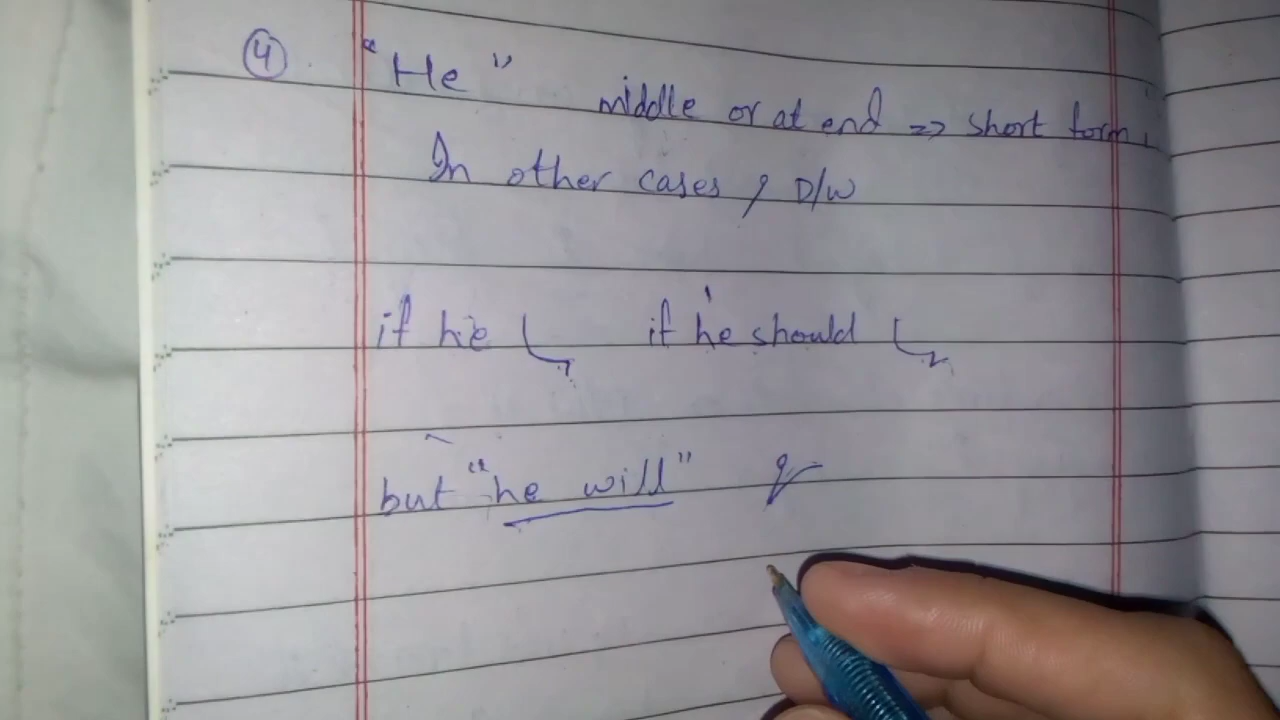 ④ "He" middle or at end => short form.
In other cases, D/W
if he if he should
but "he will"